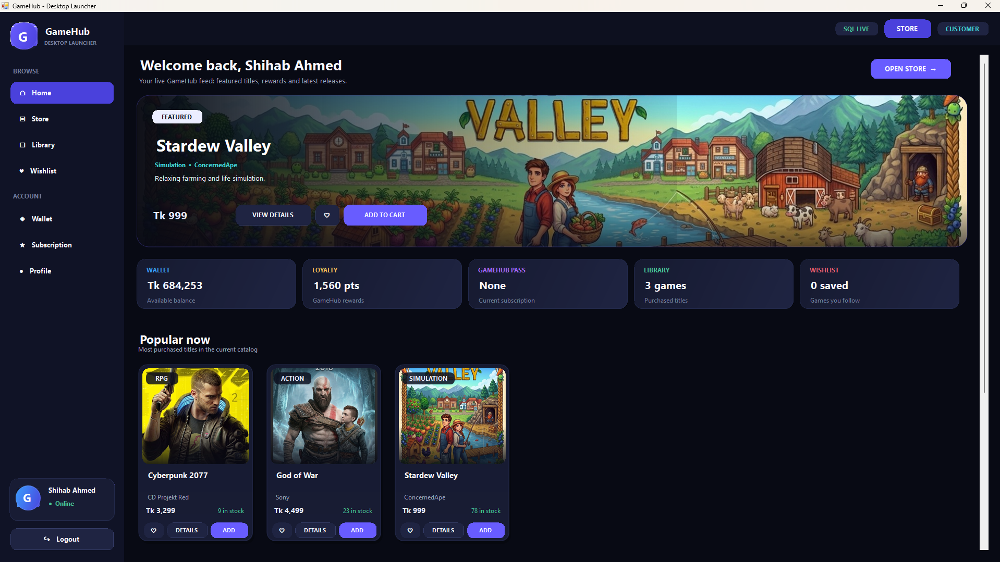 GameHub - Desktop Launcher
G
GameHub
DESKTOP LAUNCHER
SQL LIVE
STORE
CUSTOMER
BROWSE
Home
Store
Library
Wishlist
ACCOUNT
Wallet
Subscription
Profile
Welcome back, Shihab Ahmed
Your live GameHub feed: featured titles, rewards and latest releases.
OPEN STORE →
FEATURED
VALLEY
Stardew Valley
Simulation • ConcernedApe
Relaxing farming and life simulation.
Tk 999
VIEW DETAILS
ADD TO CART
WALLET
Tk 684,253
Available balance
LOYALTY
1,560 pts
GameHub rewards
GAMEHUB PASS
None
Current subscription
LIBRARY
3 games
Purchased titles
WISHLIST
0 saved
Games you follow
Popular now
Most purchased titles in the current catalog
RPG
2
Cyberpunk 2077
CD Projekt Red
Tk 3,299
9 in stock
DETAILS
ADD
2018
ACTION
God of War
Sony
Tk 4,499
23 in stock
DETAILS
ADD
VALLEY
SIMULATION
Stardew Valley
ConcernedApe
Tk 999
78 in stock
DETAILS
ADD
G
Shihab Ahmed
• Online
Logout